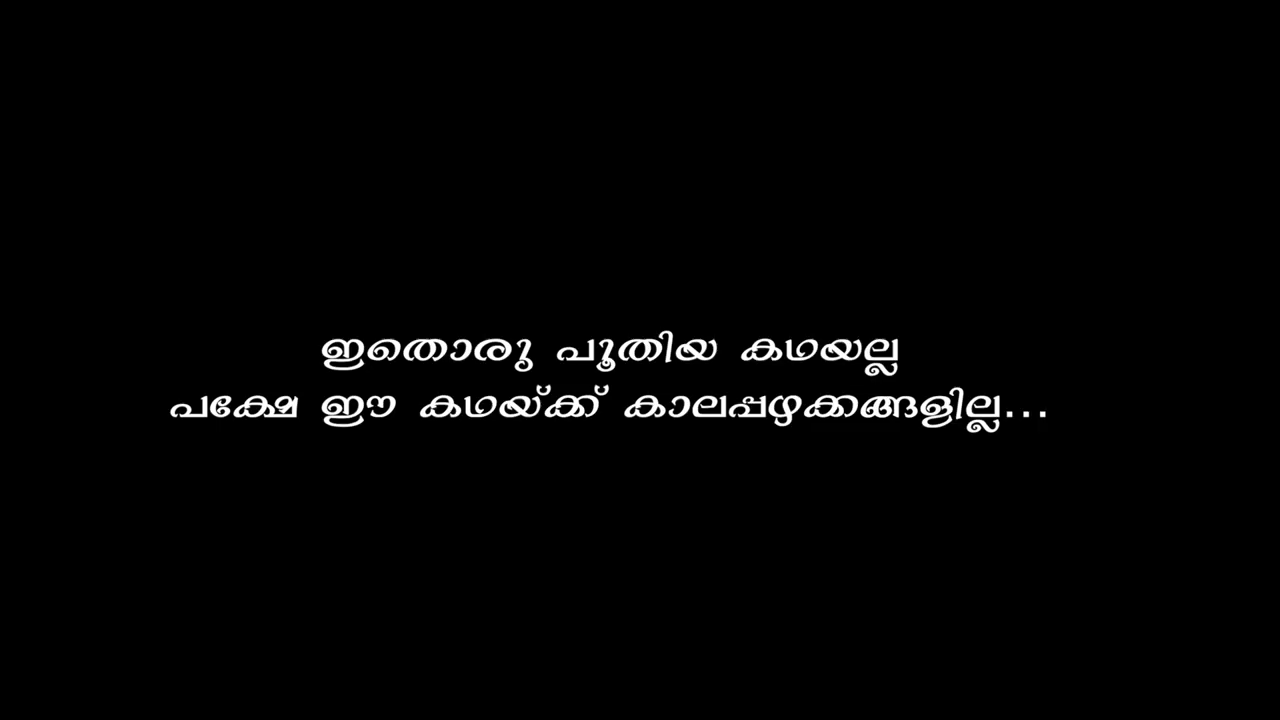 ഇതൊരു പൂതിയ കഥയല്ല
പക്ഷേ ഈ കഥയ്ക്ക് കാലപ്പഴക്കങ്ങളില്ല...